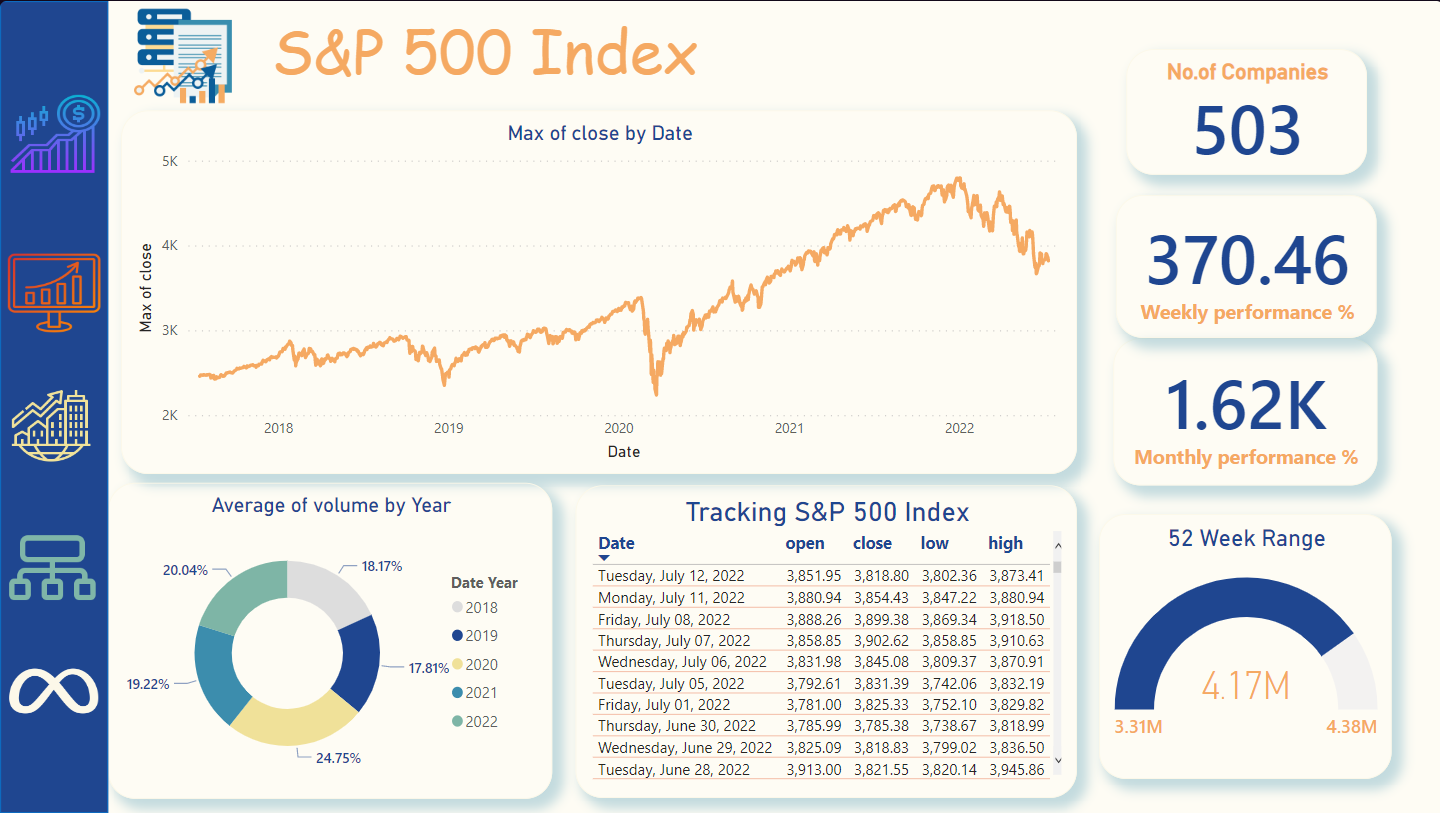 S&P 500 Index
No.of Companies
503
370.46
Weekly performance %
1.62K
Monthly performance %
Max of close by Date
Max of close
5K
4K
3K
2K
2018 2019 2020 2021 2022
Date
Average of volume by Year
18.17%
17.81%
24.75%
19.22%
20.04%
Date Year
2018
2019
2020
2021
2022
Tracking S&P 500 Index
Date open close low high
Tuesday, July 12, 2022 3,851.95 3,818.80 3,802.36 3,873.41
Monday, July 11, 2022 3,880.94 3,854.43 3,847.22 3,880.94
Friday, July 08, 2022 3,888.26 3,899.38 3,869.34 3,918.50
Thursday, July 07, 2022 3,858.85 3,902.62 3,858.85 3,910.63
Wednesday, July 06, 2022 3,831.98 3,845.08 3,809.37 3,870.91
Tuesday, July 05, 2022 3,792.61 3,831.39 3,742.06 3,832.19
Friday, July 01, 2022 3,781.00 3,825.33 3,752.10 3,829.82
Thursday, June 30, 2022 3,785.99 3,785.38 3,738.67 3,818.99
Wednesday, June 29, 2022 3,825.09 3,818.83 3,799.02 3,836.50
Tuesday, June 28, 2022 3,913.00 3,821.55 3,820.14 3,945.86
52 Week Range
4.17M
3.31M 4.38M
$